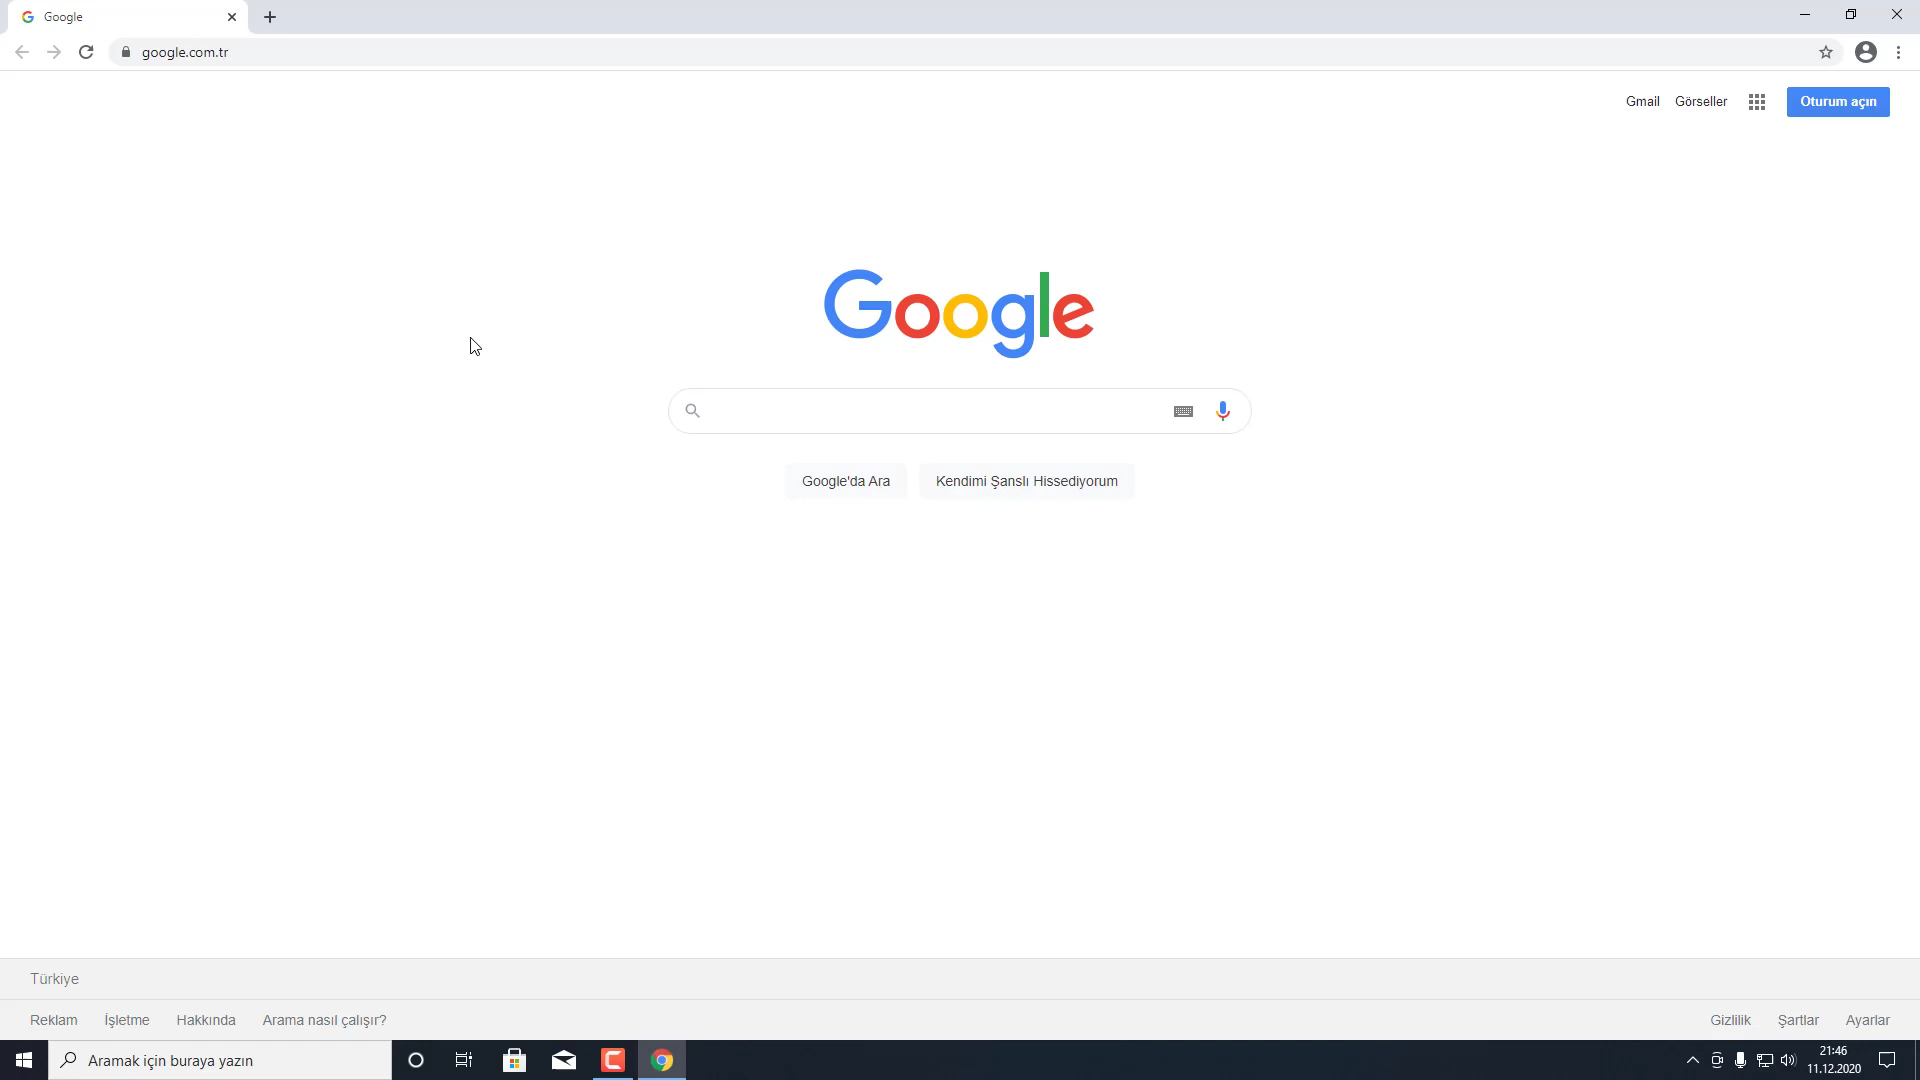 Google
google.com.tr
Gmail Görseller Oturum açın
Google
Google'da Ara Kendimi Şanslı Hissediyorum
Türkiye
Reklam İşletme Hakkında Arama nasıl çalışır? Gizlilik Şartlar Ayarlar
Aramak için buraya yazın
21:46
11.12.2020